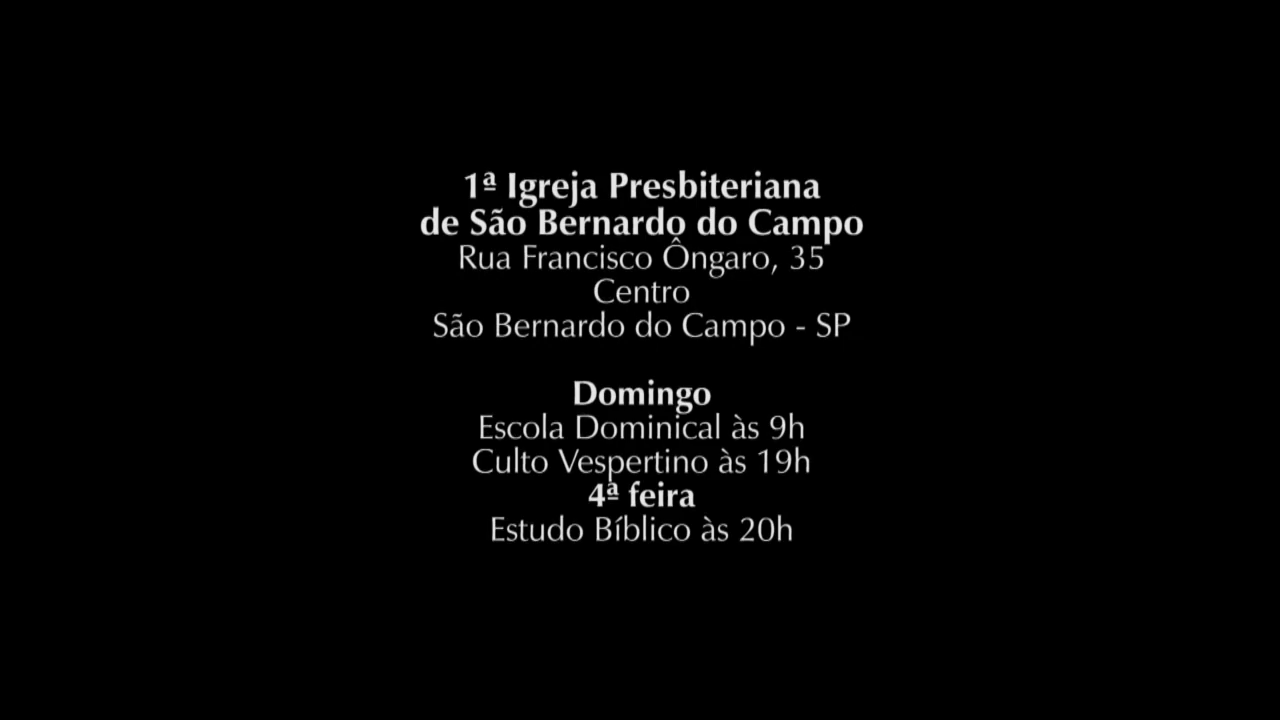 1ª Igreja Presbiteriana
de São Bernardo do Campo
Rua Francisco Ôngaro, 35
Centro
São Bernardo do Campo - SP
Domingo
Escola Dominical às 9h
Culto Vespertino às 19h
4ª feira
Estudo Bíblico às 20h